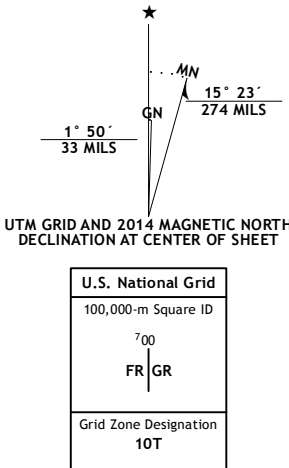 MN
GN
15° 23´
274 MILS
1° 50´
33 MILS
UTM GRID AND 2014 MAGNETIC NORTH
DECLINATION AT CENTER OF SHEET
U.S. National Grid
100,000-m Square ID
⁷00
FR GR
Grid Zone Designation
10T